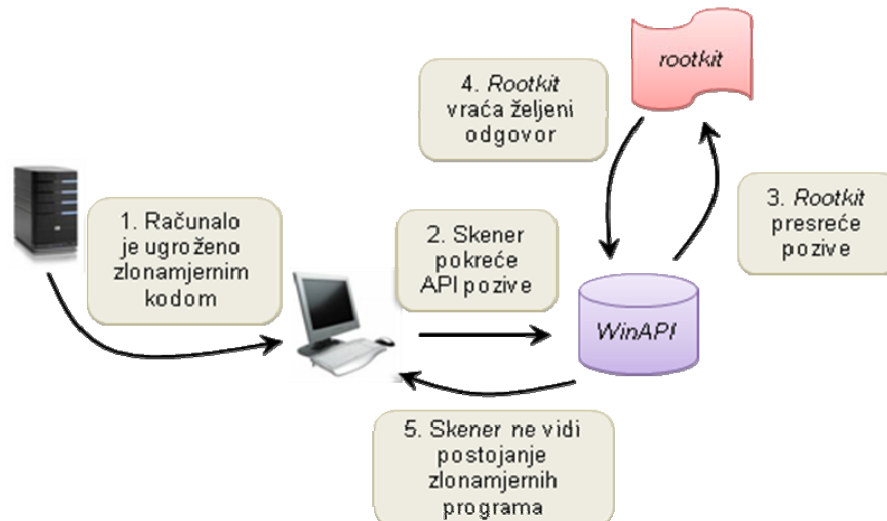 1. Računalo
je ugroženo
zlonamjernim
kodom
2. Skener
pokreće
API pozive
WinAPI
3. Rootkit
presreće
pozive
rootkit
4. Rootkit
vraća željeni
odgovor
5. Skener ne vidi
postojanje
zlonamjernih
programa